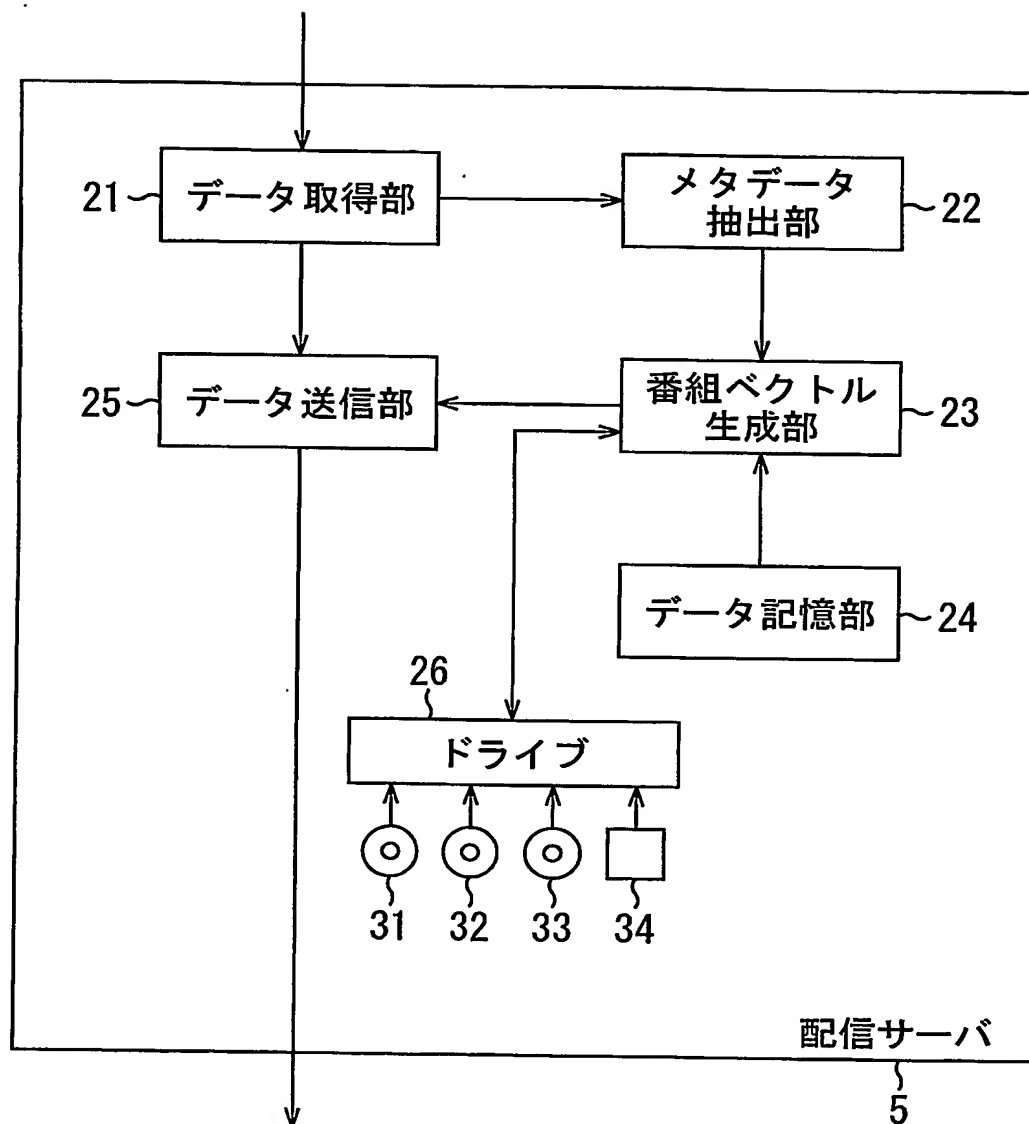 21
データ取得部
メタデータ
抽出部
22
25
データ送信部
番組ベクトル
生成部
23
データ記憶部
24
26
ドライブ
31
32
33
34
配信サーバ
5